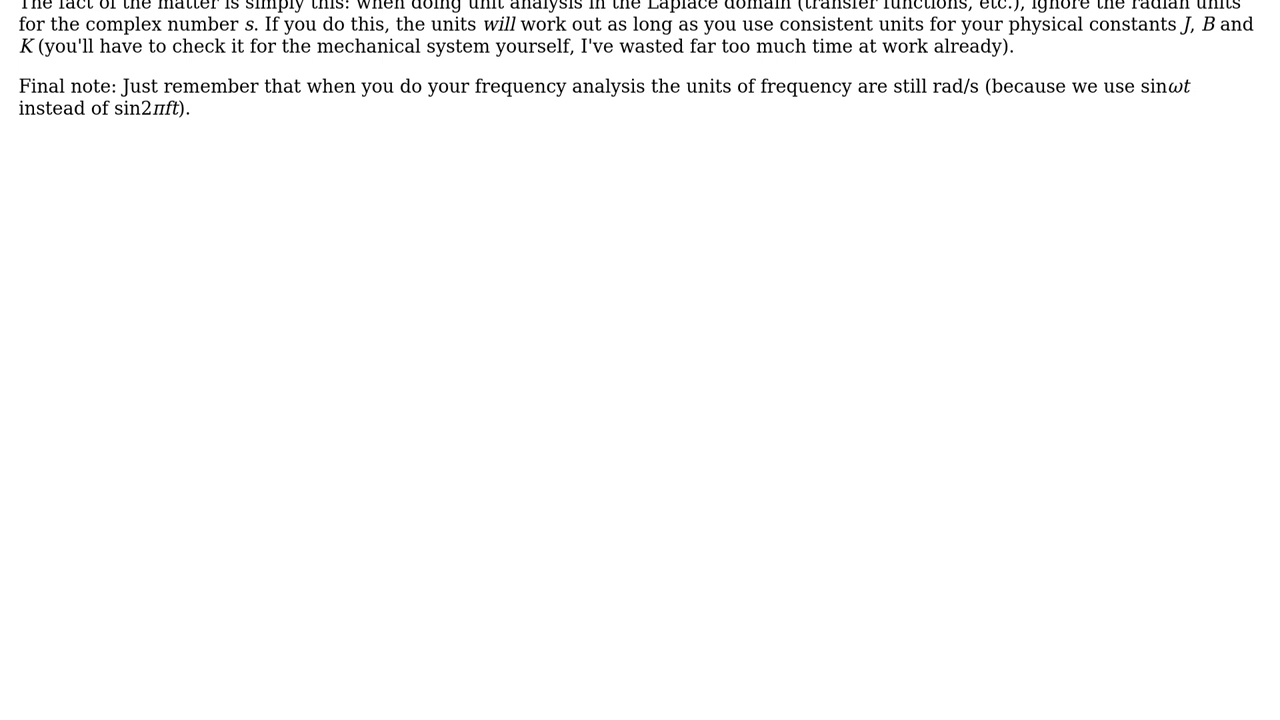 The fact of the matter is simply this: when doing unit analysis in the Laplace domain (transfer functions, etc.), ignore the radian units
for the complex number s. If you do this, the units will work out as long as you use consistent units for your physical constants J, B and
K (you'll have to check it for the mechanical system yourself, I've wasted far too much time at work already).
Final note: Just remember that when you do your frequency analysis the units of frequency are still rad/s (because we use sinωt
instead of sin2πft).